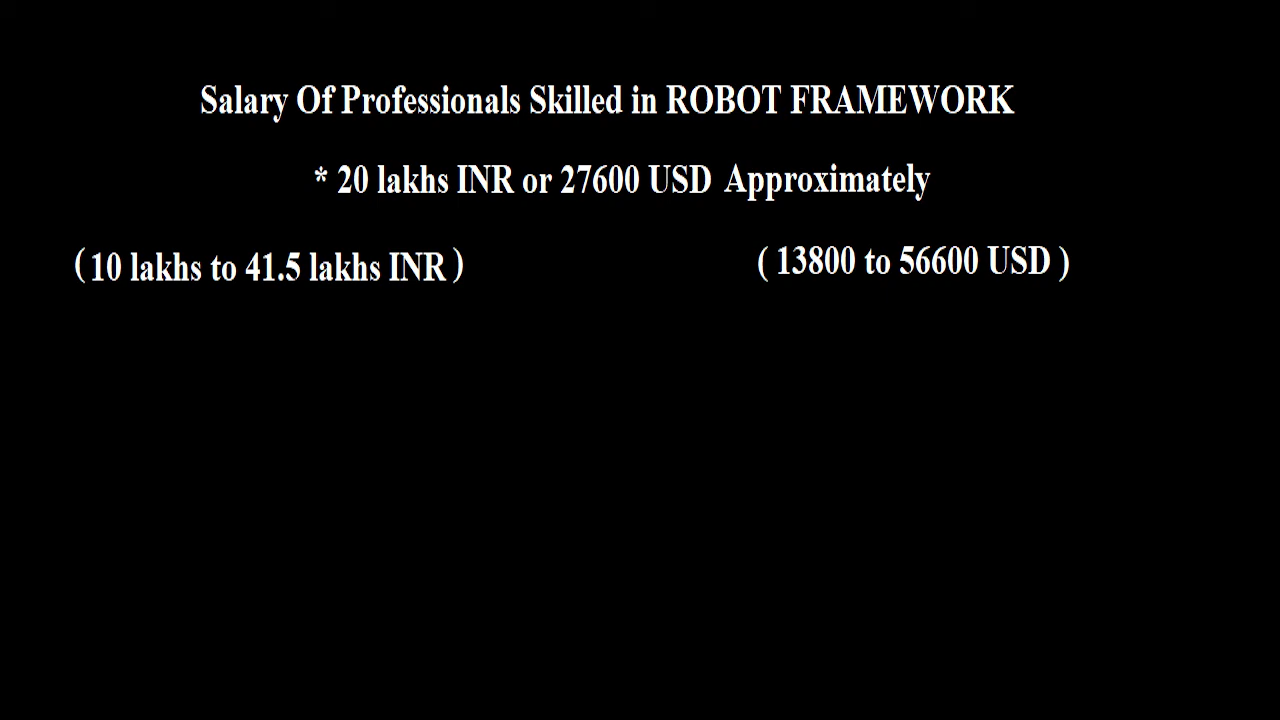 Salary Of Professionals Skilled in ROBOT FRAMEWORK
* 20 lakhs INR or 27600 USD Approximately
( 10 lakhs to 41.5 lakhs INR ) ( 13800 to 56600 USD )